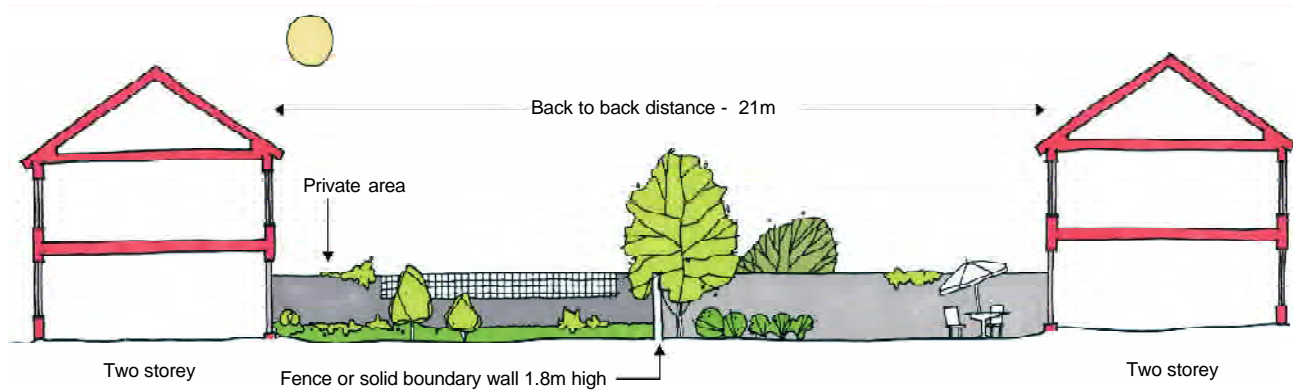 Back to back distance - 21m
Private area
Two storey
Fence or solid boundary wall 1.8m high
Two storey